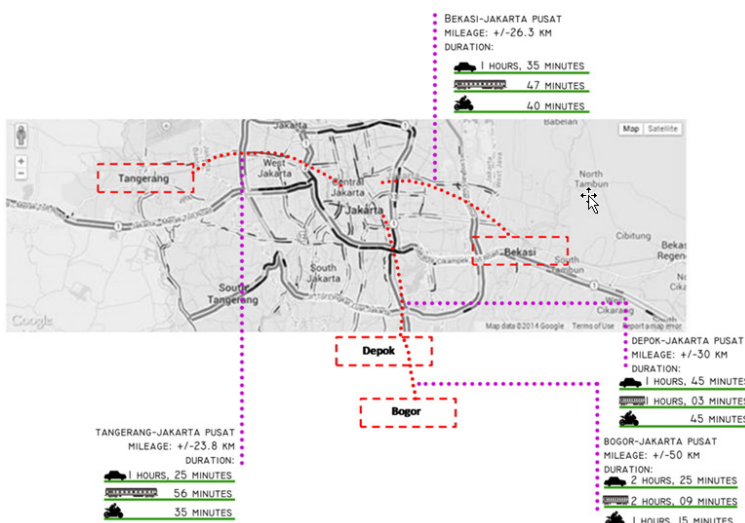 BEKASI-JAKARTA PUSAT
MILEAGE: +/-26.3 KM
DURATION:
1 HOURS, 35 MINUTES
47 MINUTES
40 MINUTES
Map
Satellite
Jakarta
Babelan
West
Jakarta
Tangerang
Central
Jakarta
North
Tambun
Jakarta
Cibitung
Bekasi
Bekas
Regen
South
Tambun
South
Jakarta
South
Tangerang
West
Cikarang
Google
Map data ©2014 Google
Terms of Use
Report a map error
Depok
DEPOK-JAKARTA PUSAT
MILEAGE: +/-30 KM
DURATION:
1 HOURS, 45 MINUTES
1 HOURS, 03 MINUTES
45 MINUTES
Bogor
TANGERANG-JAKARTA PUSAT
MILEAGE: +/-23.8 KM
DURATION:
1 HOURS, 25 MINUTES
56 MINUTES
35 MINUTES
BOGOR-JAKARTA PUSAT
MILEAGE: +/-50 KM
DURATION:
2 HOURS, 25 MINUTES
2 HOURS, 09 MINUTES
1 HOURS, 15 MINUTES